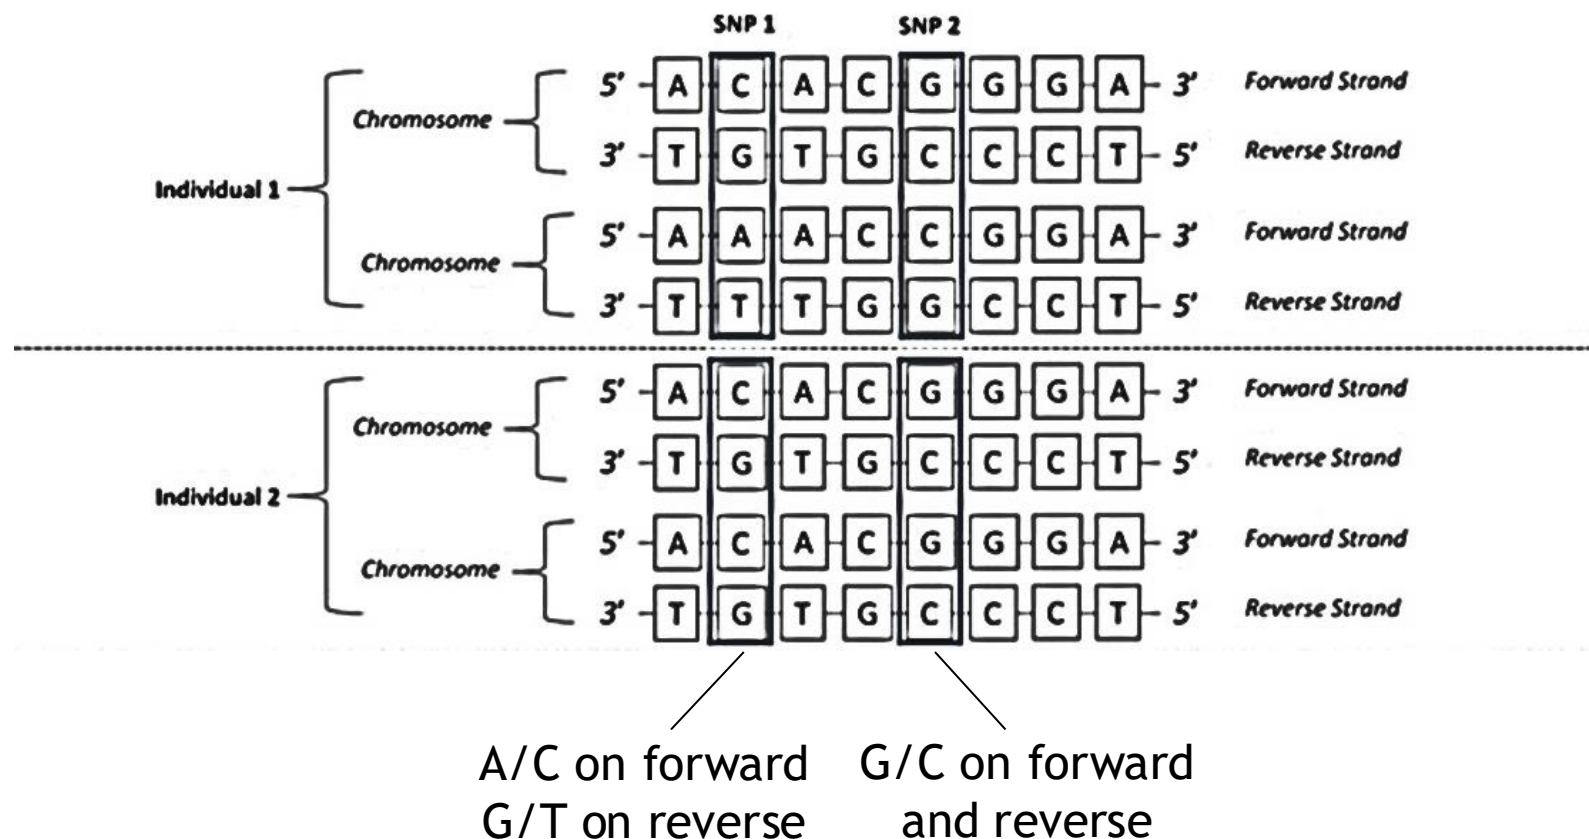 SNP 1 SNP 2
5' A C A C G G G A 3' Forward Strand
Chromosome
3' T G T G C C C T 5' Reverse Strand
Individual 1
5' A A A C C G G A 3' Forward Strand
Chromosome
3' T T T G G C C T 5' Reverse Strand
5' A C A C G G G A 3' Forward Strand
Chromosome
3' T G T G C C C T 5' Reverse Strand
Individual 2
5' A C A C G G G A 3' Forward Strand
Chromosome
3' T G T G C C C T 5' Reverse Strand
A/C on forward
G/T on reverse
G/C on forward
and reverse